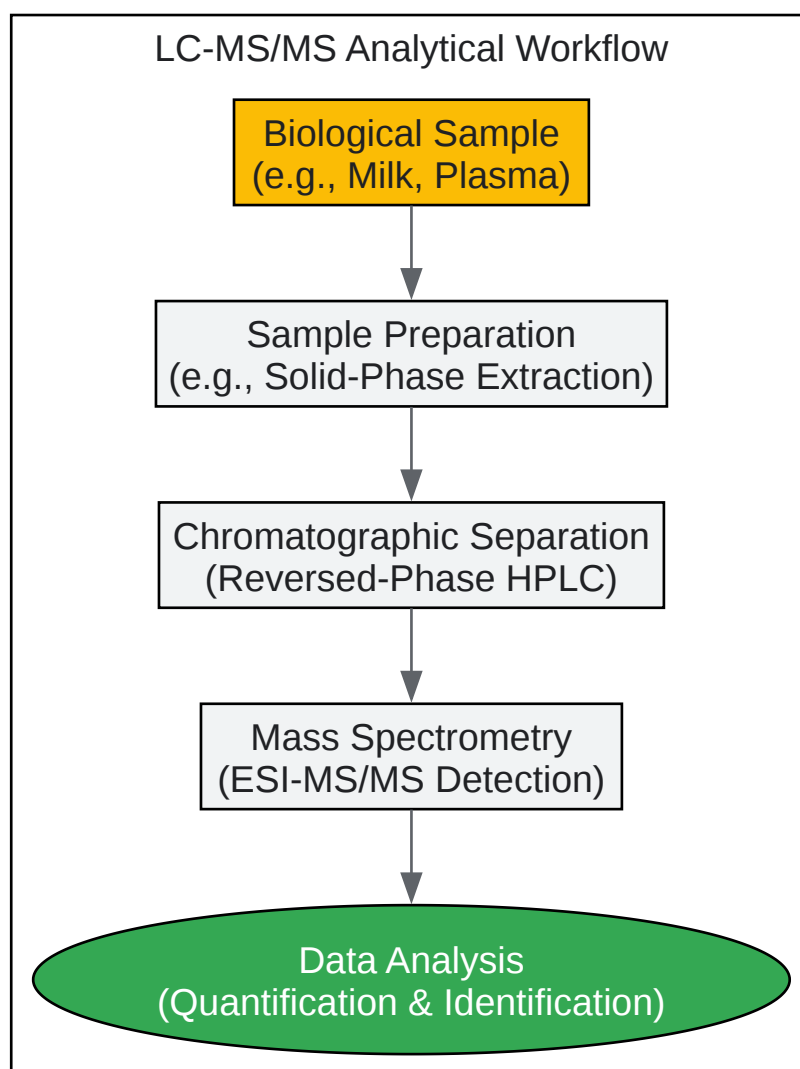 LC-MS/MS Analytical Workflow
Biological Sample
(e.g., Milk, Plasma)
Sample Preparation
(e.g., Solid-Phase Extraction)
Chromatographic Separation
(Reversed-Phase HPLC)
Mass Spectrometry
(ESI-MS/MS Detection)
Data Analysis
(Quantification & Identification)